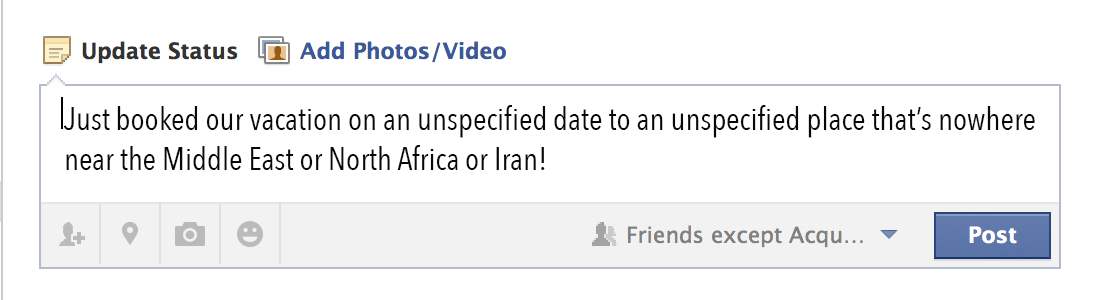 Update Status Add Photos/Video
Just booked our vacation on an unspecified date to an unspecified place that’s nowhere
near the Middle East or North Africa or Iran!
Friends except Acqu... Post